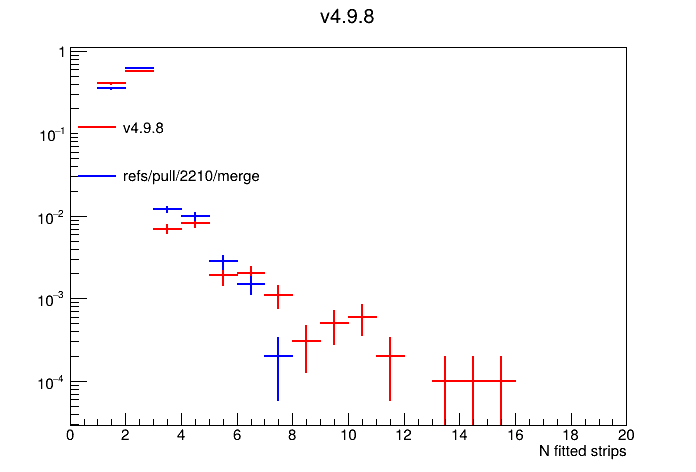 v4.9.8
1
10⁻¹
v4.9.8
refs/pull/2210/merge
10⁻²
10⁻³
10⁻⁴
0 2 4 6 8 10 12 14 16 18 20
N fitted strips